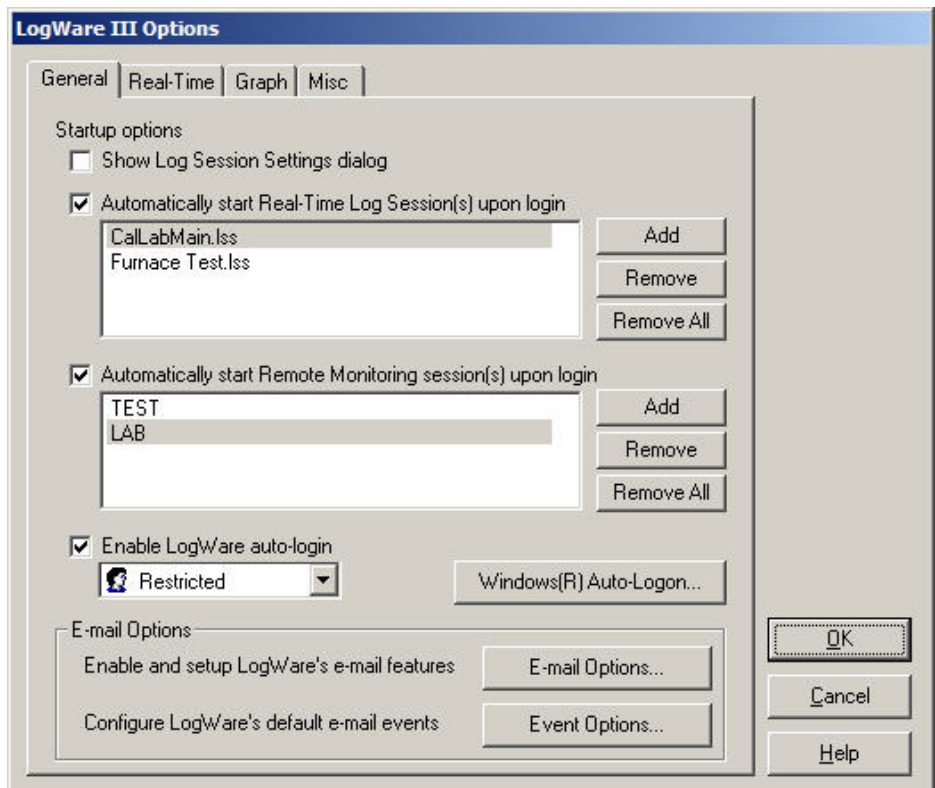 LogWare III Options
General Real-Time Graph Misc
Startup options
Show Log Session Settings dialog
Automatically start Real-Time Log Session(s) upon login
CalLabMain.lss
Furnace Test.lss
Add
Remove
Remove All
Automatically start Remote Monitoring session(s) upon login
TEST
LAB
Add
Remove
Remove All
Enable LogWare auto-login
Restricted
Windows(R) Auto-Logon...
E-mail Options
Enable and setup LogWare's e-mail features
E-mail Options...
Configure LogWare's default e-mail events
Event Options...
OK
Cancel
Help